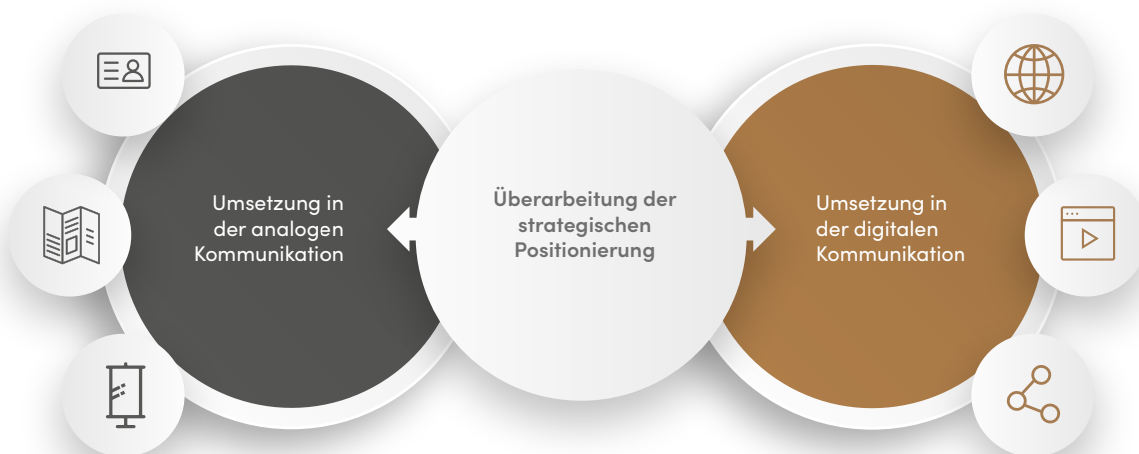 Umsetzung in
der analogen
Kommunikation
Überarbeitung der
strategischen
Positionierung
Umsetzung in
der digitalen
Kommunikation